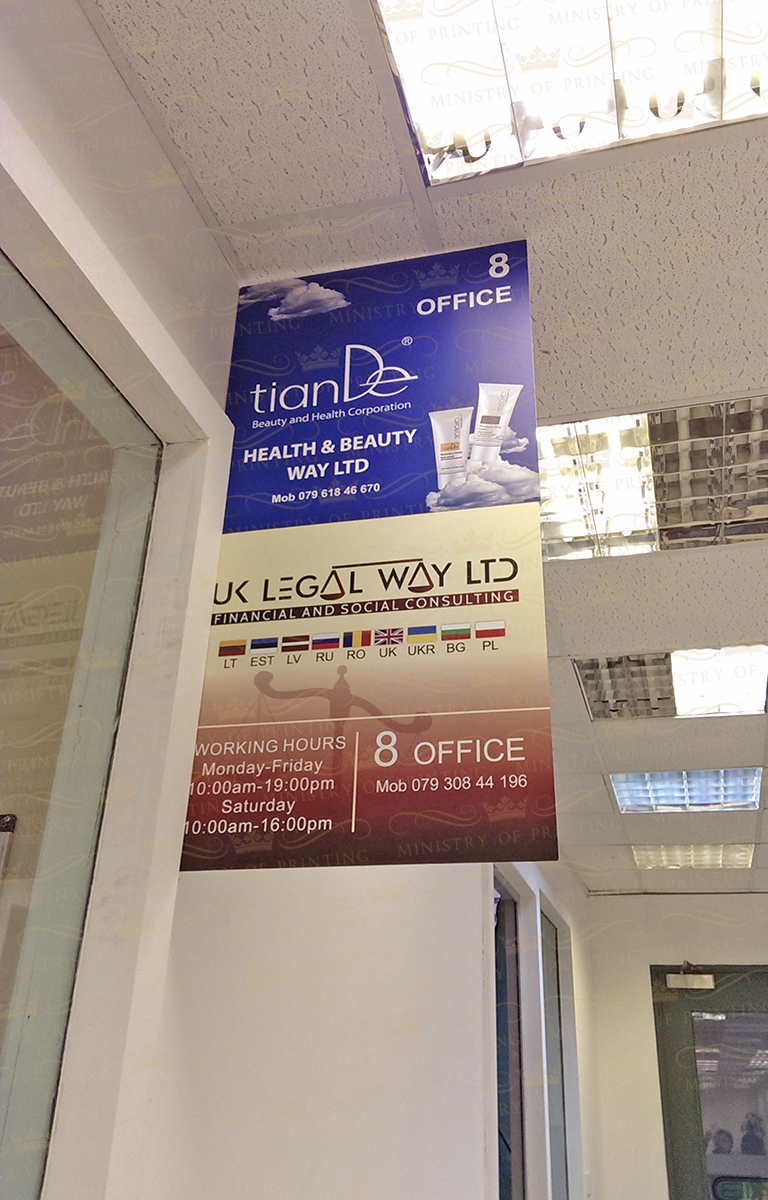 8
OFFICE
tianDe®
Beauty and Health Corporation
HEALTH & BEAUTY
WAY LTD
Mob 079 618 46 670
UK LEGAL WAY LTD
FINANCIAL AND SOCIAL CONSULTING
LT EST LV RU RO UK UKR BG PL
WORKING HOURS
Monday-Friday
10:00am-19:00pm
Saturday
10:00am-16:00pm
8 OFFICE
Mob 079 308 44 196
MINISTRY OF PRINTING